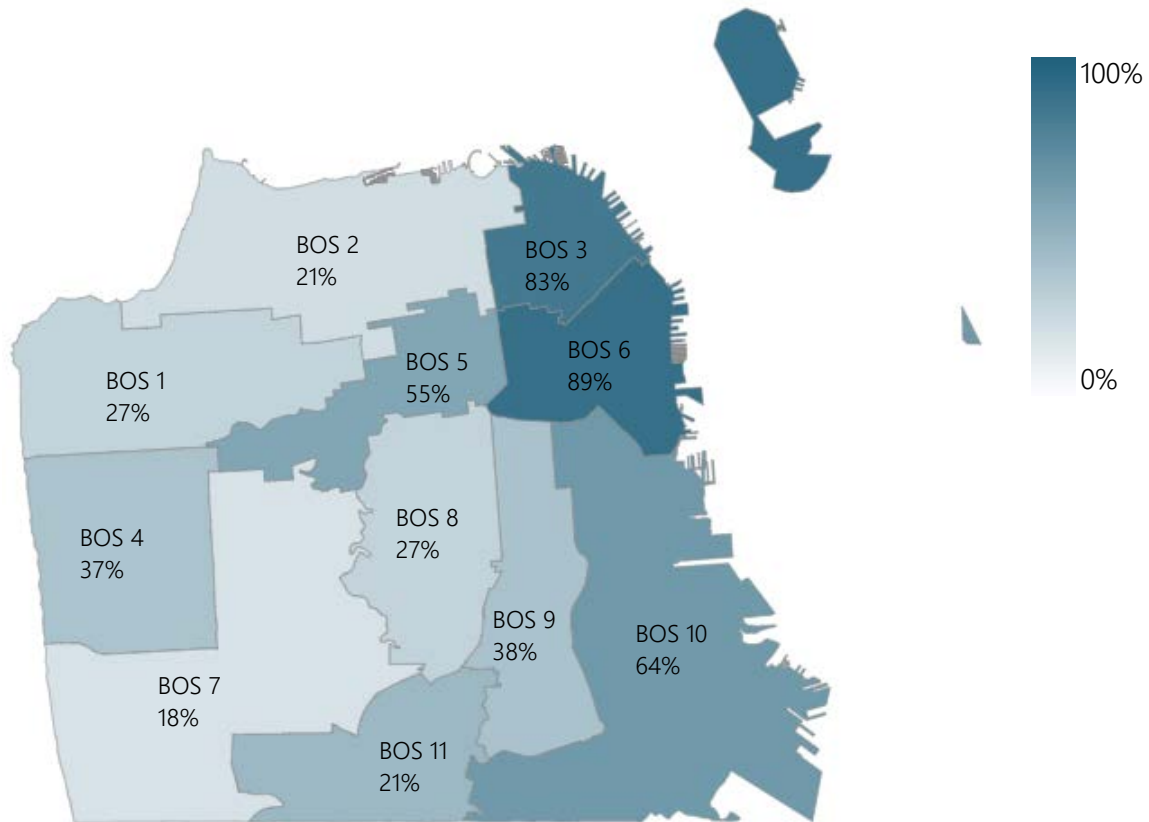 100%
BOS 2
21%
BOS 3
83%
BOS 6
89%
BOS 5
55%
BOS 1
27%
0%
BOS 8
27%
BOS 4
37%
BOS 9
38%
BOS 10
64%
BOS 7
18%
BOS 11
21%